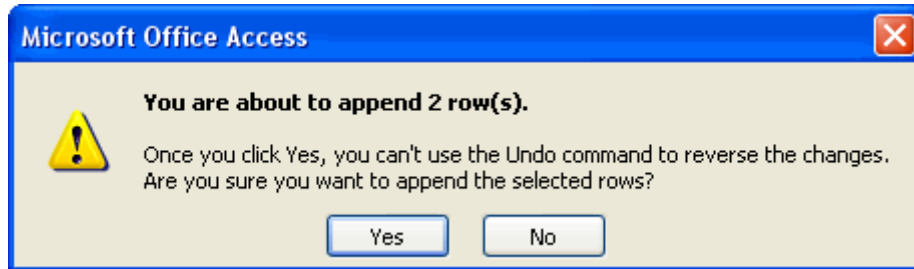 Microsoft Office Access
You are about to append 2 row(s).
Once you click Yes, you can't use the Undo command to reverse the changes.
Are you sure you want to append the selected rows?
Yes No